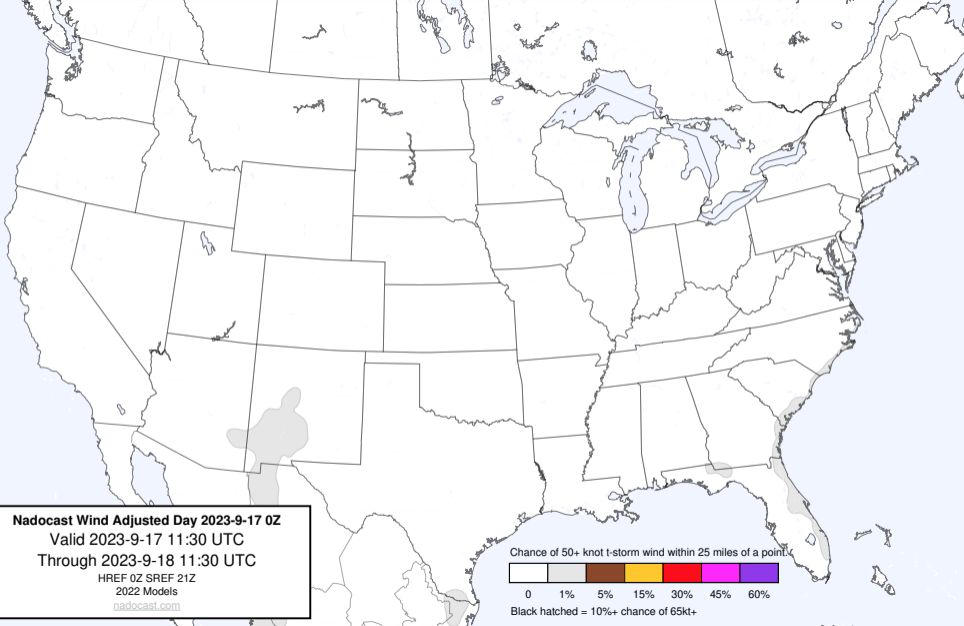 Nadocast Wind Adjusted Day 2023-9-17 0Z
Valid 2023-9-17 11:30 UTC
Through 2023-9-18 11:30 UTC
HREF 0Z SREF 21Z
2022 Models
nadocast.com
Chance of 50+ knot t-storm wind within 25 miles of a point.
0 1% 5% 15% 30% 45% 60%
Black hatched = 10%+ chance of 65kt+